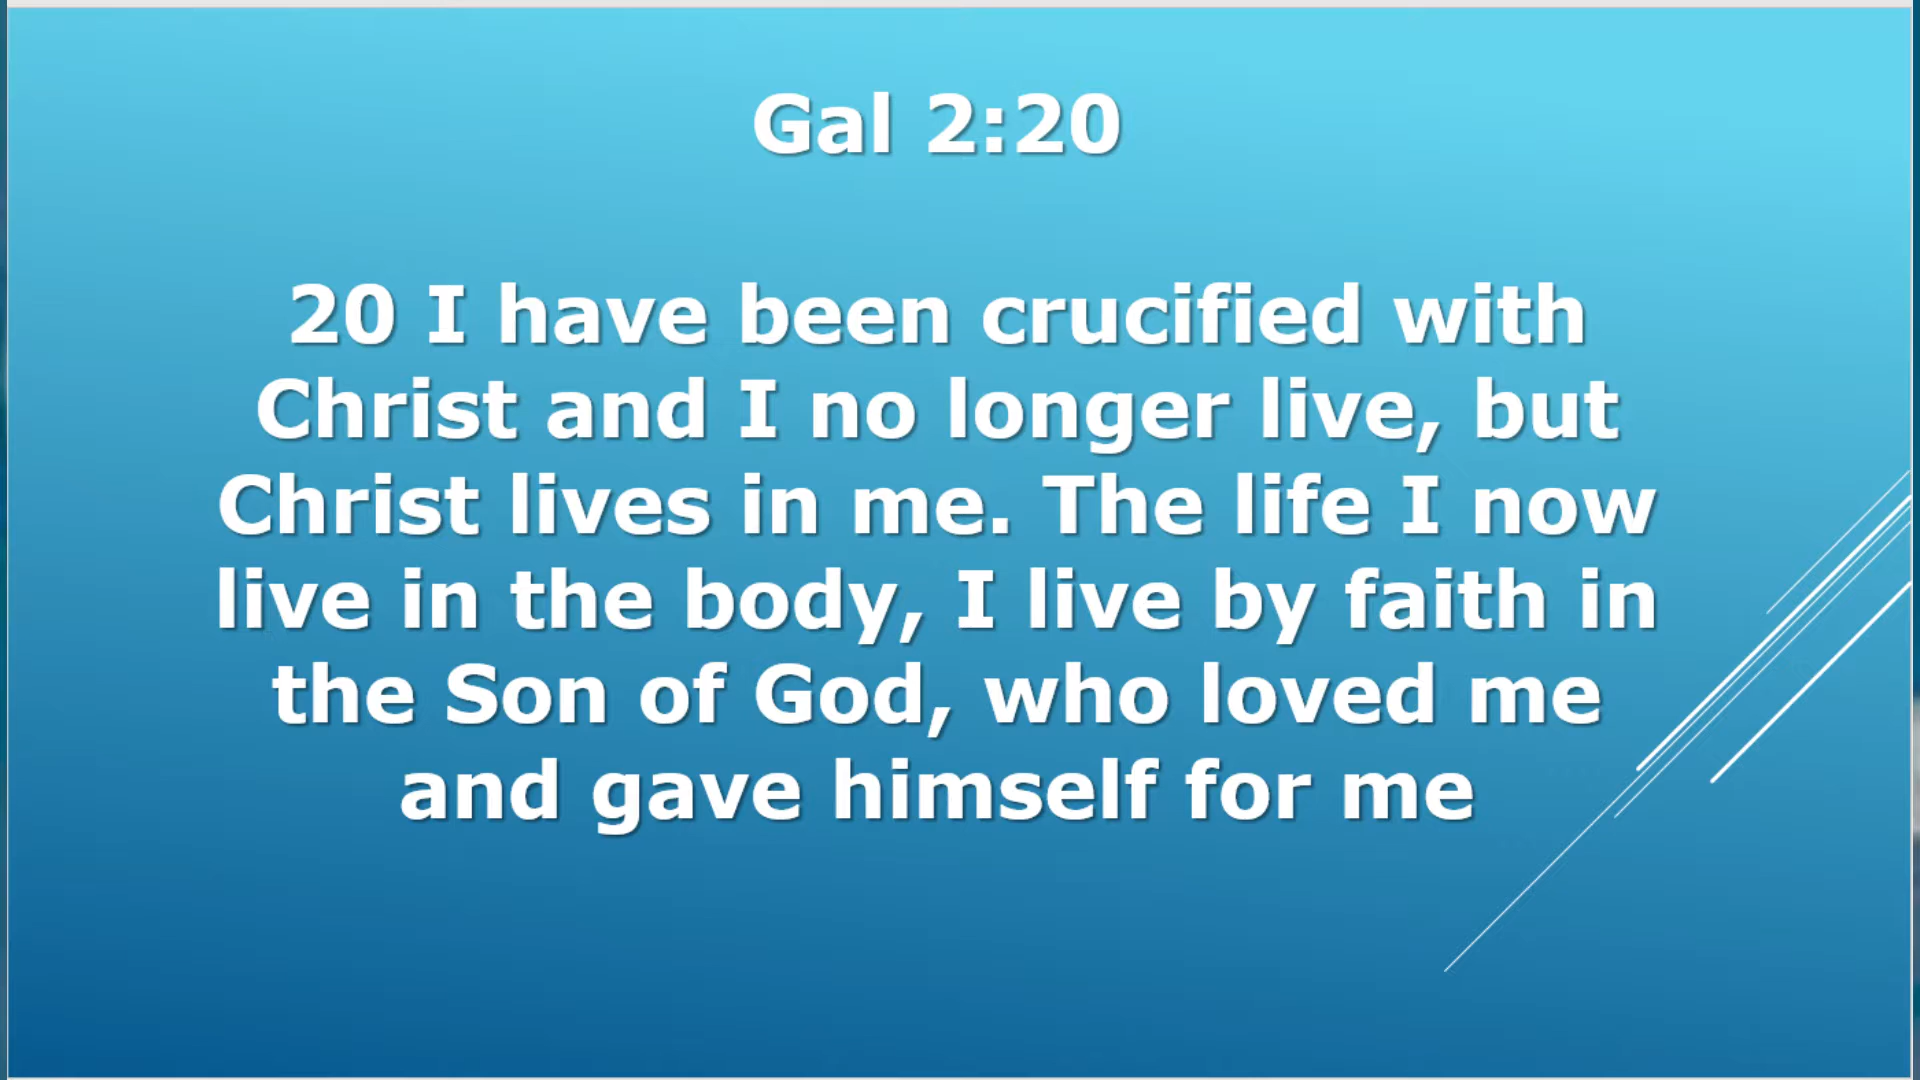 Gal 2:20
20 I have been crucified with
Christ and I no longer live, but
Christ lives in me. The life I now
live in the body, I live by faith in
the Son of God, who loved me
and gave himself for me